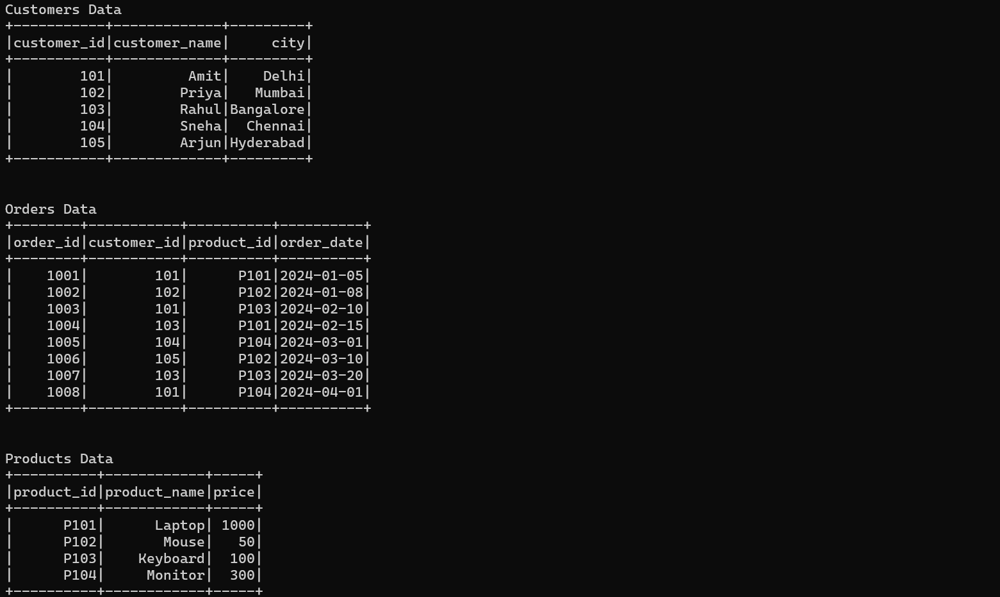 Customers Data
+-----------+-------------+---------+
|customer_id|customer_name|     city|
+-----------+-------------+---------+
|        101|         Amit|    Delhi|
|        102|        Priya|   Mumbai|
|        103|        Rahul|Bangalore|
|        104|        Sneha|  Chennai|
|        105|        Arjun|Hyderabad|
+-----------+-------------+---------+
Orders Data
+--------+-----------+----------+----------+
|order_id|customer_id|product_id|order_date|
+--------+-----------+----------+----------+
|    1001|        101|      P101|2024-01-05|
|    1002|        102|      P102|2024-01-08|
|    1003|        101|      P103|2024-02-10|
|    1004|        103|      P101|2024-02-15|
|    1005|        104|      P104|2024-03-01|
|    1006|        105|      P102|2024-03-10|
|    1007|        103|      P103|2024-03-20|
|    1008|        101|      P104|2024-04-01|
+--------+-----------+----------+----------+
Products Data
+----------+------------+-----+
|product_id|product_name|price|
+----------+------------+-----+
|      P101|      Laptop| 1000|
|      P102|       Mouse|   50|
|      P103|    Keyboard|  100|
|      P104|     Monitor|  300|
+----------+------------+-----+